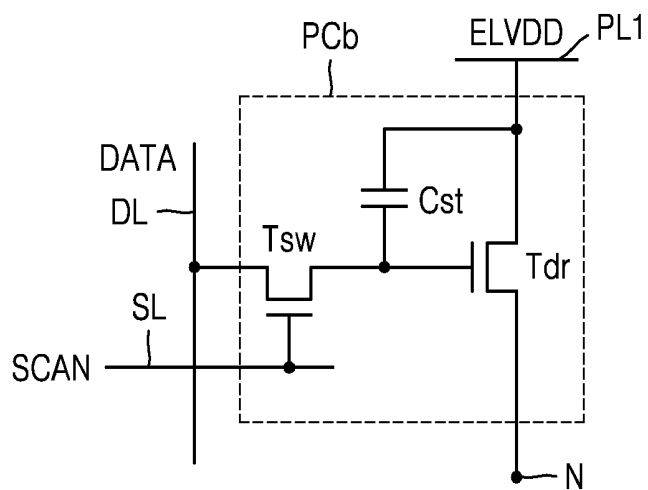 PCb
ELVDD
PL1
DATA
DL
Cst
Tsw
Tdr
SL
SCAN
N